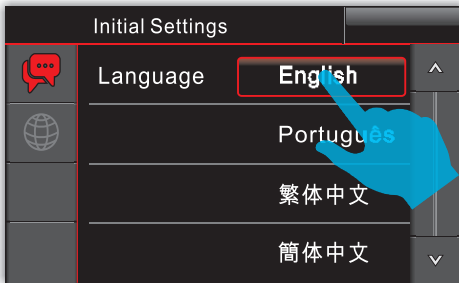 Initial Settings
Language English
Português
繁体中文
簡体中文